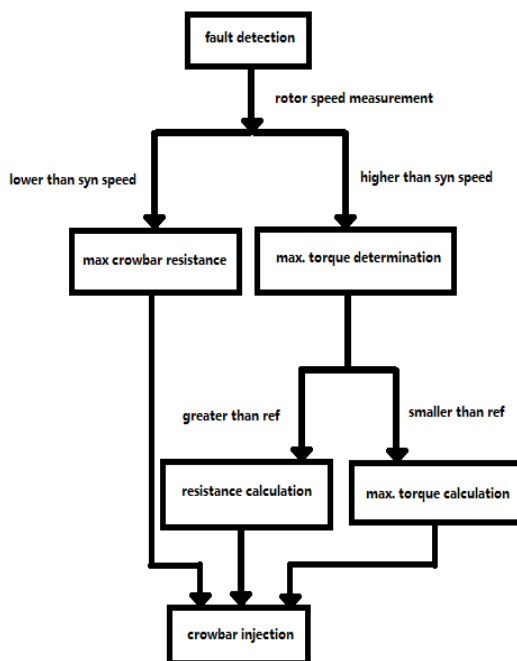 fault detection
rotor speed measurement
lower than syn speed
higher than syn speed
max crowbar resistance
max. torque determination
greater than ref
smaller than ref
resistance calculation
max. torque calculation
crowbar injection